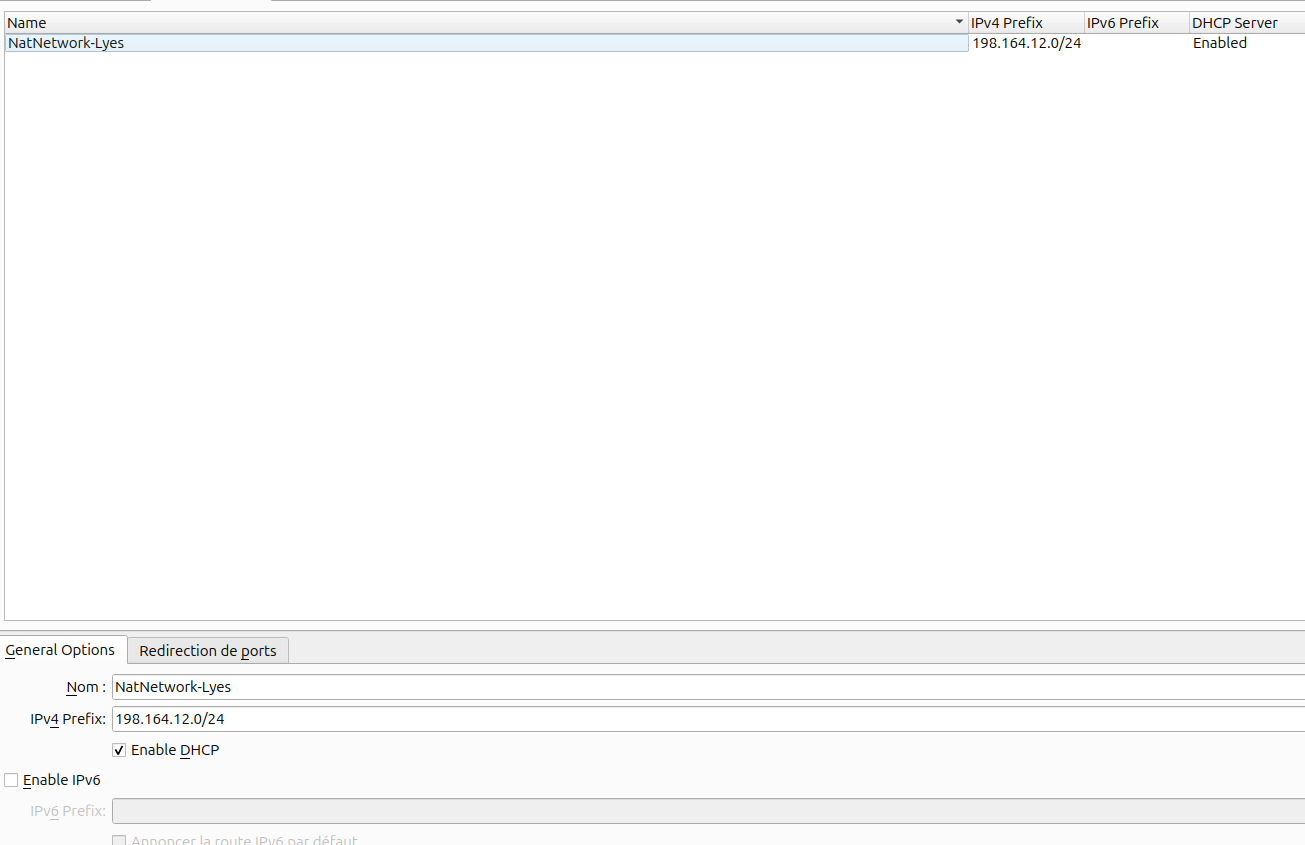 Name IPv4 Prefix IPv6 Prefix DHCP Server
NatNetwork-Lyes 198.164.12.0/24 Enabled
General Options Redirection de ports
Nom : NatNetwork-Lyes
IPv4 Prefix: 198.164.12.0/24
Enable DHCP
Enable IPv6
IPv6 Prefix:
Annoncer la route IPv6 par défaut